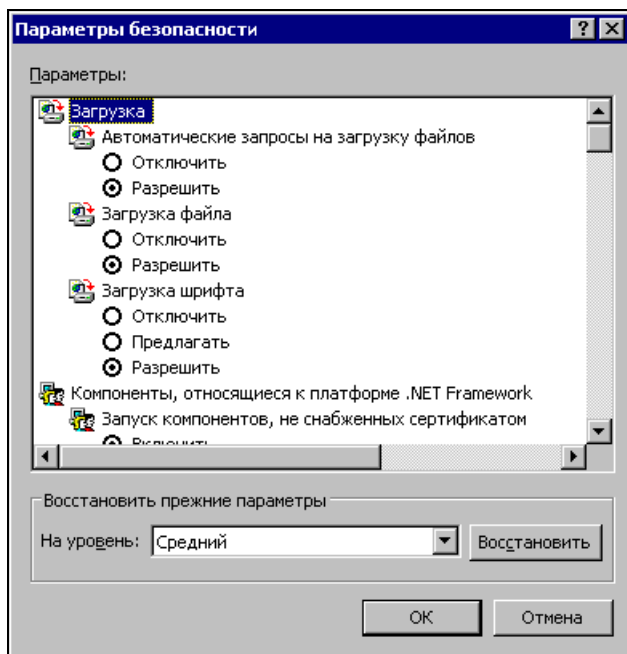 Параметры безопасности
Параметры:
Загрузка
Автоматические запросы на загрузку файлов
Отключить
Разрешить
Загрузка файла
Отключить
Разрешить
Загрузка шрифта
Отключить
Предлагать
Разрешить
Компоненты, относящиеся к платформе .NET Framework
Запуск компонентов, не снабженных сертификатом
Включить
Восстановить прежние параметры
На уровень: Средний Восстановить
ОК Отмена